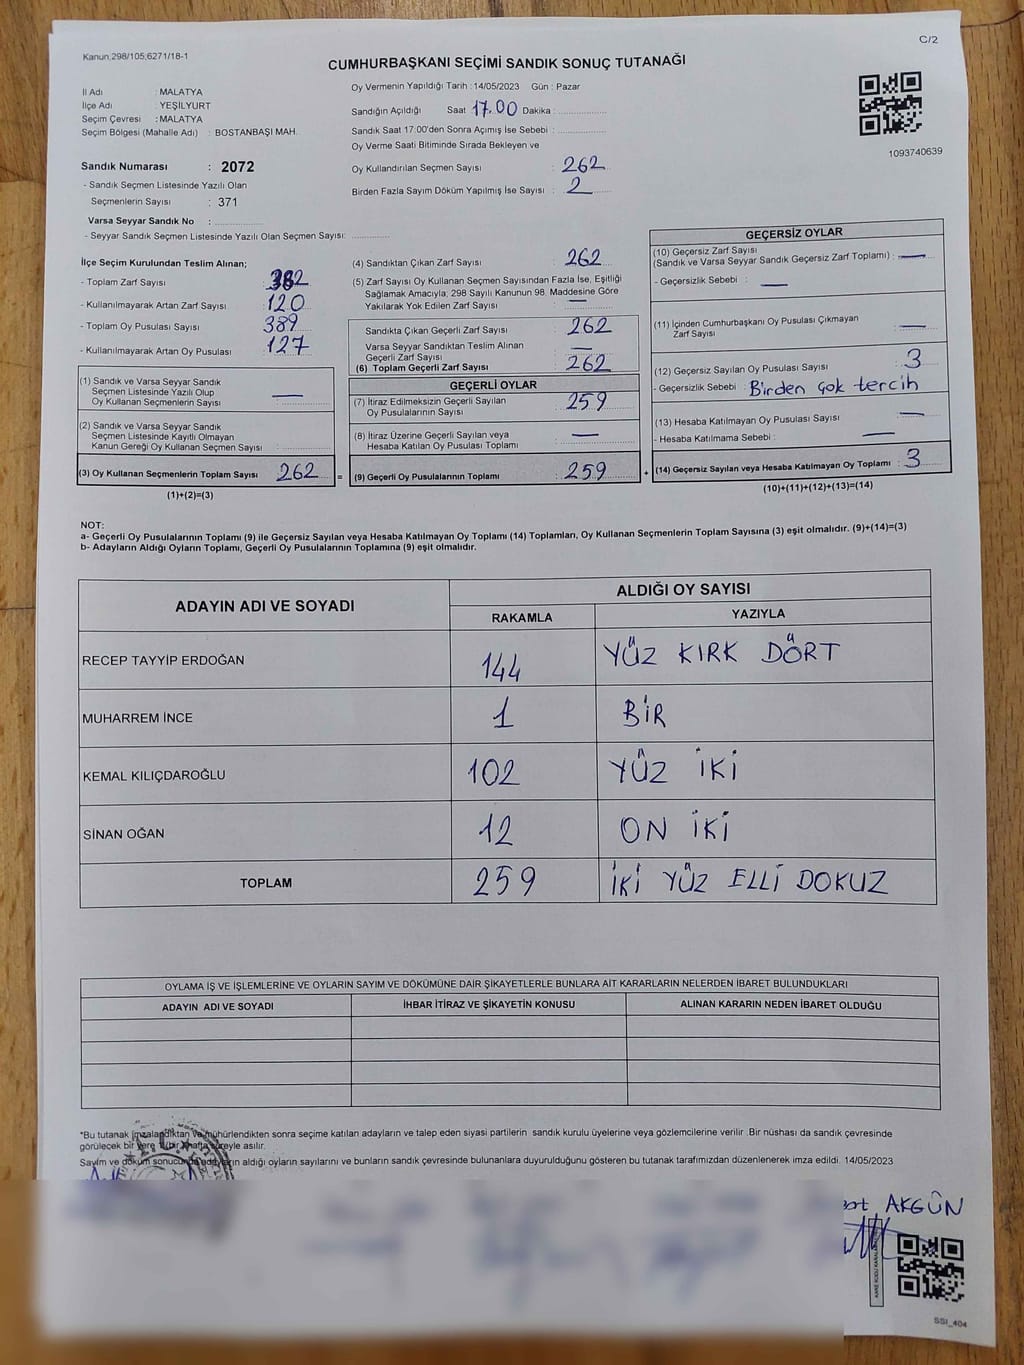 C/2
Kanun;298/105;6271/18-1
CUMHURBAŞKANI SEÇİMİ SANDIK SONUÇ TUTANAĞI
İl Adı : MALATYA
İlçe Adı : YEŞİLYURT
Seçim Çevresi : MALATYA
Seçim Bölgesi (Mahalle Adı) : BOSTANBAŞI MAH.
Sandık Numarası : 2072
- Sandık Seçmen Listesinde Yazılı Olan
Seçmenlerin Sayısı : 371
Varsa Seyyar Sandık No :
- Seyyar Sandık Seçmen Listesinde Yazılı Olan Seçmen Sayısı:
Oy Vermenin Yapıldığı Tarih : 14/05/2023 Gün : Pazar
Sandığın Açıldığı Saat 17.00 Dakika :
Sandık Saat 17:00'den Sonra Açımış İse Sebebi :
Oy Verme Saati Bitiminde Sırada Bekleyen ve
Oy Kullandırılan Seçmen Sayısı : 262
Birden Fazla Sayım Döküm Yapılmış İse Sayısı : 2
1093740639
İlçe Seçim Kurulundan Teslim Alınan;
- Toplam Zarf Sayısı : 382
- Kullanılmayarak Artan Zarf Sayısı : 120
- Toplam Oy Pusulası Sayısı : 389
- Kullanılmayarak Artan Oy Pusulası : 127
(1) Sandık ve Varsa Seyyar Sandık
Seçmen Listesinde Yazılı Olup
Oy Kullanan Seçmenlerin Sayısı : —
(2) Sandık ve Varsa Seyyar Sandık
Seçmen Listesinde Kayıtlı Olmayan
Kanun Gereği Oy Kullanan Seçmen Sayısı :
(3) Oy Kullanan Seçmenlerin Toplam Sayısı : 262 =
(1)+(2)=(3)
(4) Sandıktan Çıkan Zarf Sayısı : 262
(5) Zarf Sayısı Oy Kullanan Seçmen Sayısından Fazla İse, Eşitliği
Sağlamak Amacıyla; 298 Sayılı Kanunun 98. Maddesine Göre
Yakılarak Yok Edilen Zarf Sayısı : —
Sandıkta Çıkan Geçerli Zarf Sayısı : 262
Varsa Seyyar Sandıktan Teslim Alınan
Geçerli Zarf Sayısı : —
(6) Toplam Geçerli Zarf Sayısı : 262
GEÇERLİ OYLAR
(7) İtiraz Edilmeksizin Geçerli Sayılan
Oy Pusulalarının Sayısı : 259
(8) İtiraz Üzerine Geçerli Sayılan veya
Hesaba Katılan Oy Pusulası Toplamı : —
(9) Geçerli Oy Pusulalarının Toplamı : 259 +
GEÇERSİZ OYLAR
(10) Geçersiz Zarf Sayısı
(Sandık ve Varsa Seyyar Sandık Geçersiz Zarf Toplamı) : —
- Geçersizlik Sebebi : —
(11) İçinden Cumhurbaşkanı Oy Pusulası Çıkmayan
Zarf Sayısı : —
(12) Geçersiz Sayılan Oy Pusulası Sayısı : 3
- Geçersizlik Sebebi : Birden çok tercih
(13) Hesaba Katılmayan Oy Pusulası Sayısı : —
- Hesaba Katılmama Sebebi : —
(14) Geçersiz Sayılan veya Hesaba Katılmayan Oy Toplamı : 3
(10)+(11)+(12)+(13)=(14)
NOT:
a- Geçerli Oy Pusulalarının Toplamı (9) ile Geçersiz Sayılan veya Hesaba Katılmayan Oy Toplamı (14) Toplamları, Oy Kullanan Seçmenlerin Toplam Sayısına (3) eşit olmalıdır. (9)+(14)=(3)
b- Adayların Aldığı Oyların Toplamı, Geçerli Oy Pusulalarının Toplamına (9) eşit olmalıdır.
ADAYIN ADI VE SOYADI ALDIĞI OY SAYISI
RAKAMLA YAZIYLA
RECEP TAYYİP ERDOĞAN 144 YÜZ KIRK DÖRT
MUHARREM İNCE 1 BİR
KEMAL KILIÇDAROĞLU 102 YÜZ İKİ
SİNAN OĞAN 12 ON İKİ
TOPLAM 259 İKİ YÜZ ELLİ DOKUZ
OYLAMA İŞ VE İŞLEMLERİNE VE OYLARIN SAYIM VE DÖKÜMÜNE DAİR ŞİKAYETLERLE BUNLARA AİT KARARLARIN NELERDEN İBARET BULUNDUKLARI
ADAYIN ADI VE SOYADI İHBAR İTİRAZ VE ŞİKAYETİN KONUSU ALINAN KARARIN NEDEN İBARET OLDUĞU
*Bu tutanak imzalandıktan ve mühürlendikten sonra seçime katılan adayların ve talep eden siyasi partilerin sandık kurulu üyelerine veya gözlemcilerine verilir .Bir nüshası da sandık çevresinde
görülecek bir yere 1 bir hafta süreyle asılır.
Sayım ve döküm sonucunda adayların aldığı oyların sayılarını ve bunların sandık çevresinde bulunanlara duyurulduğunu gösteren bu tutanak tarafımızdan düzenlenerek imza edildi. 14/05/2023
AKGÜN
SSI_404